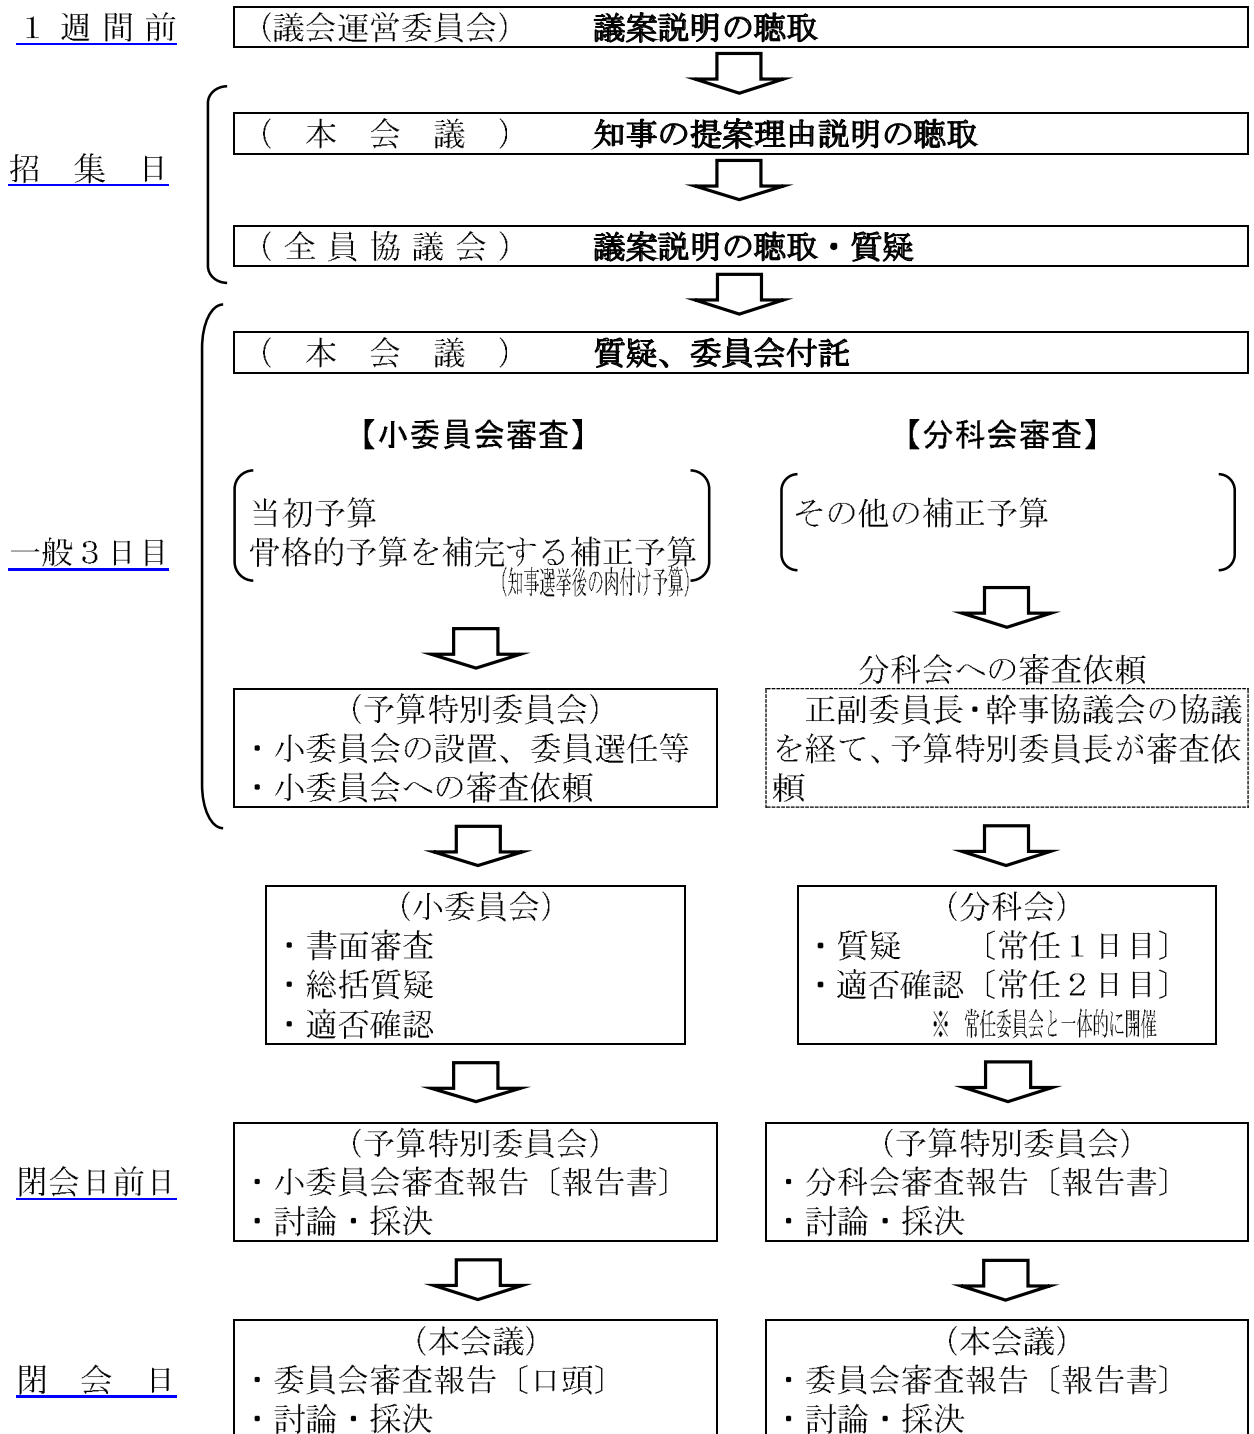 １週間前
（議会運営委員会） 議案説明の聴取
招集日
（本会議） 知事の提案理由説明の聴取
（全員協議会） 議案説明の聴取・質疑
一般３日目
（本会議） 質疑、委員会付託
【小委員会審査】
当初予算
骨格的予算を補完する補正予算
（知事選挙後の肉付け予算）
（予算特別委員会）
・小委員会の設置、委員選任等
・小委員会への審査依頼
（小委員会）
・書面審査
・総括質疑
・適否確認
【分科会審査】
その他の補正予算
分科会への審査依頼
正副委員長・幹事協議会の協議
を経て、予算特別委員長が審査依
頼
（分科会）
・質疑 〔常任１日目〕
・適否確認〔常任２日目〕
※ 常任委員会と一体的に開催
閉会日前日
（予算特別委員会）
・小委員会審査報告〔報告書〕
・討論・採決
（予算特別委員会）
・分科会審査報告〔報告書〕
・討論・採決
閉会日
（本会議）
・委員会審査報告〔口頭〕
・討論・採決
（本会議）
・委員会審査報告〔報告書〕
・討論・採決